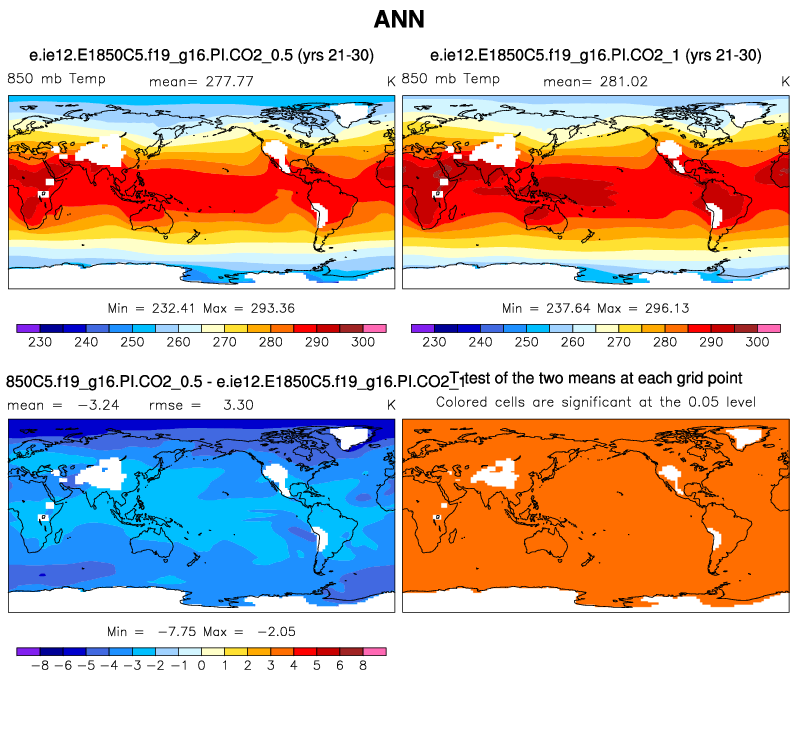 ANN
e.ie12.E1850C5.f19_g16.PI.CO2_0.5 (yrs 21-30)
850 mb Temp mean= 277.77 K
Min = 232.41 Max = 293.36
230 240 250 260 270 280 290 300
e.ie12.E1850C5.f19_g16.PI.CO2_1 (yrs 21-30)
850 mb Temp mean= 281.02 K
Min = 237.64 Max = 296.13
230 240 250 260 270 280 290 300
850C5.f19_g16.PI.CO2_0.5 - e.ie12.E1850C5.f19_g16.PI.CO2_1
mean = -3.24 rmse = 3.30 K
Min = -7.75 Max = -2.05
-8 -6 -5 -4 -3 -2 -1 0 1 2 3 4 5 6 8
T-test of the two means at each grid point
Colored cells are significant at the 0.05 level